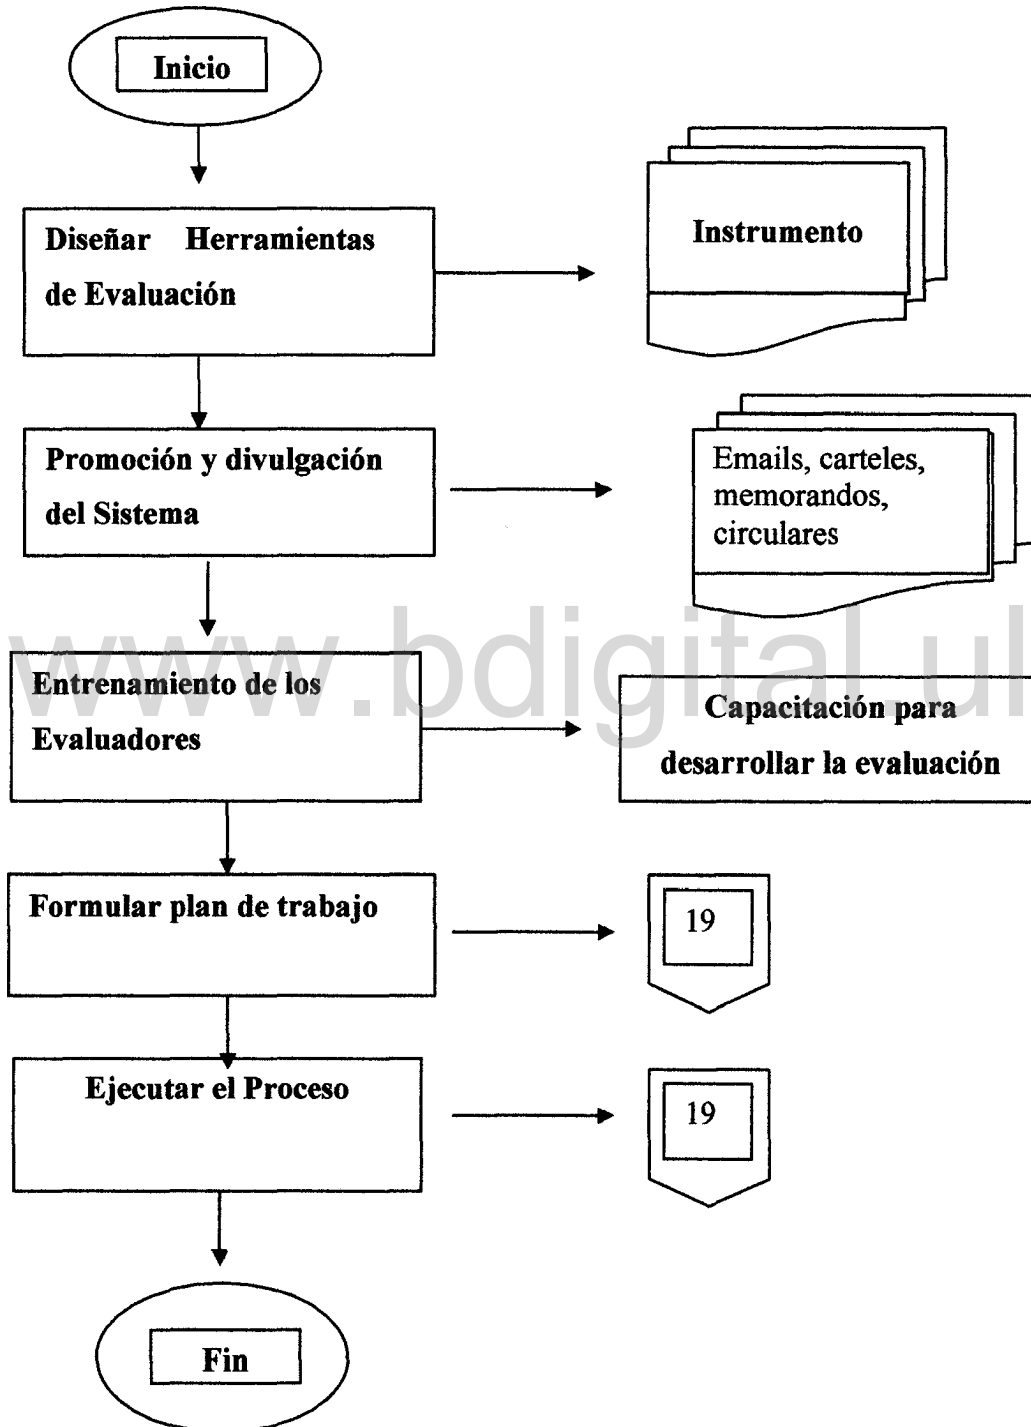 Inicio
Diseñar Herramientas
de Evaluación
Instrumento
Promoción y divulgación
del Sistema
Emails, carteles,
memorandos,
circulares
www.bdigital.ul
Entrenamiento de los
Evaluadores
Capacitación para
desarrollar la evaluación
Formular plan de trabajo
19
Ejecutar el Proceso
19
Fin